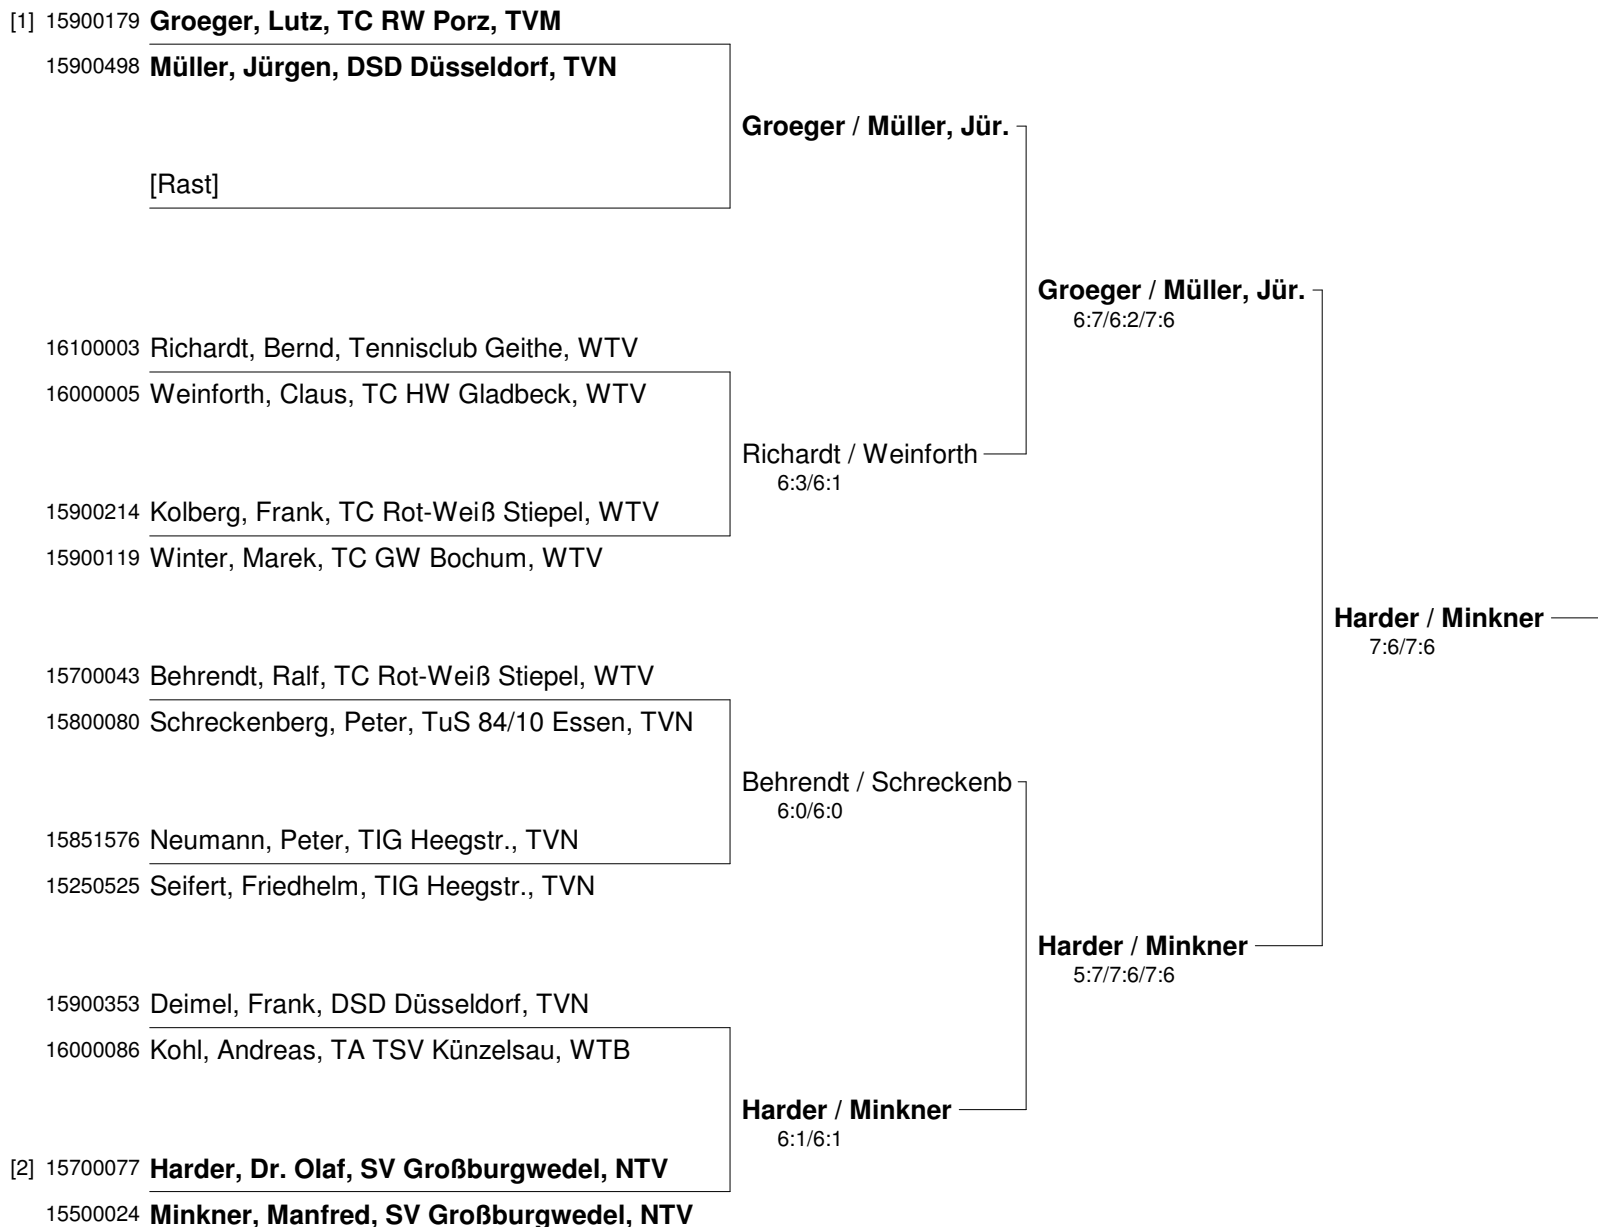 [1] 15900179 Groeger, Lutz, TC RW Porz, TVM
15900498 Müller, Jürgen, DSD Düsseldorf, TVN
Groeger / Müller, Jür.
[Rast]
Groeger / Müller, Jür.
6:7/6:2/7:6
16100003 Richardt, Bernd, Tennisclub Geithe, WTV
16000005 Weinforth, Claus, TC HW Gladbeck, WTV
Richardt / Weinforth
6:3/6:1
15900214 Kolberg, Frank, TC Rot-Weiß Stiepel, WTV
15900119 Winter, Marek, TC GW Bochum, WTV
Harder / Minkner
7:6/7:6
15700043 Behrendt, Ralf, TC Rot-Weiß Stiepel, WTV
15800080 Schreckenberg, Peter, TuS 84/10 Essen, TVN
Behrendt / Schreckenb
6:0/6:0
15851576 Neumann, Peter, TIG Heegstr., TVN
15250525 Seifert, Friedhelm, TIG Heegstr., TVN
Harder / Minkner
5:7/7:6/7:6
15900353 Deimel, Frank, DSD Düsseldorf, TVN
16000086 Kohl, Andreas, TA TSV Künzelsau, WTB
Harder / Minkner
6:1/6:1
[2] 15700077 Harder, Dr. Olaf, SV Großburgwedel, NTV
15500024 Minkner, Manfred, SV Großburgwedel, NTV